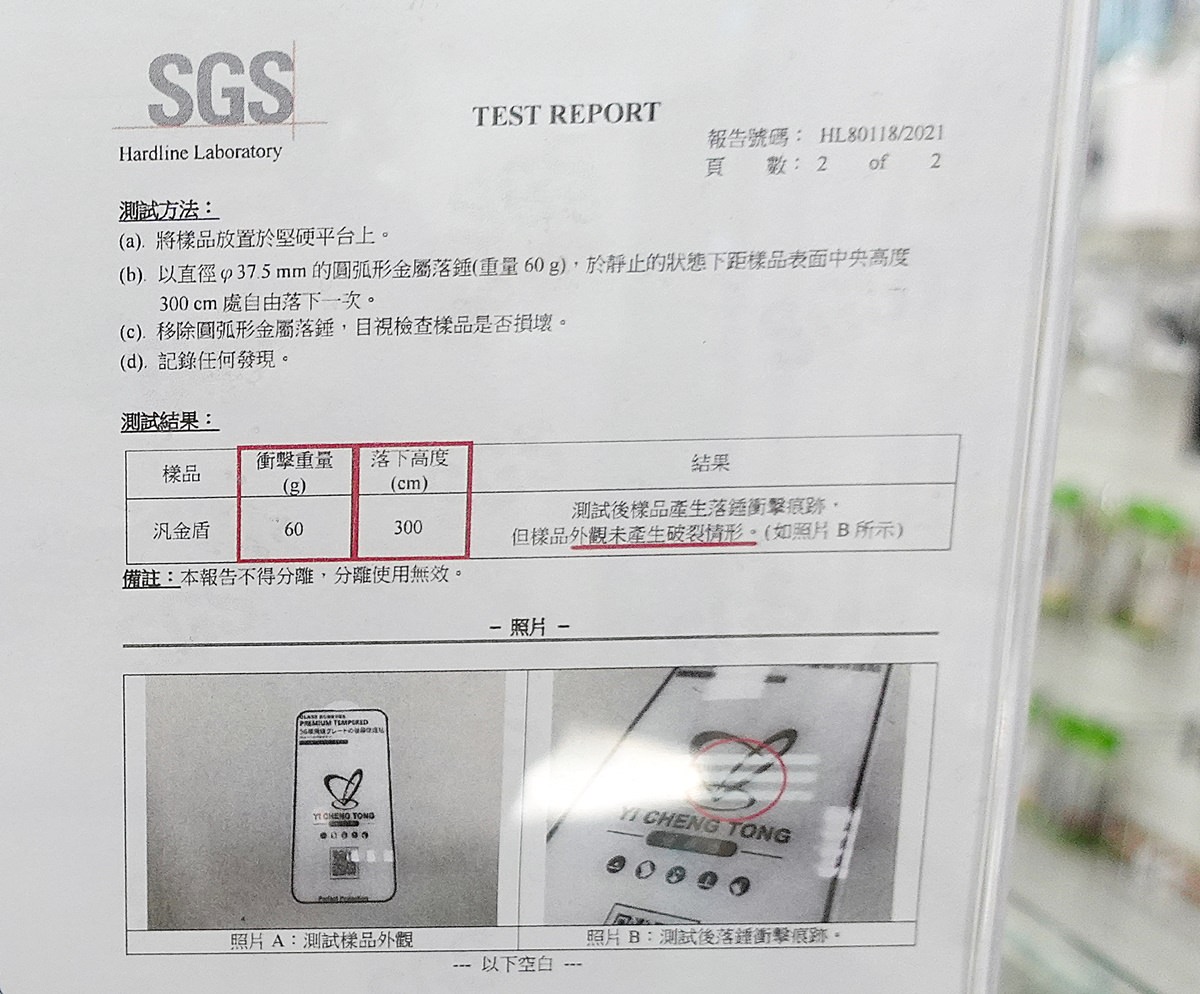 SGS
Hardline Laboratory
TEST REPORT
報告號碼： HL80118/2021
頁 數： 2 of 2
測試方法：
(a). 將樣品放置於堅硬平台上。
(b). 以直徑 φ 37.5 mm 的圓弧形金屬落錘(重量 60 g)，於靜止的狀態下距樣品表面中央高度
300 cm 處自由落下一次。
(c). 移除圓弧形金屬落錘，目視檢查樣品是否損壞。
(d). 記錄任何發現。
測試結果：
樣品 衝擊重量 (g) 落下高度 (cm) 結果
汎金盾 60 300 測試後樣品產生落錘衝擊痕跡，
但樣品外觀未產生破裂情形。(如照片 B 所示)
備註：本報告不得分離，分離使用無效。
– 照片 –
PREMIUM TEMPERED
YI CHENG TONG
Perfect Protection
YI CHENG TONG
照片 A：測試樣品外觀
照片 B：測試後落錘衝擊痕跡。
--- 以下空白 ---